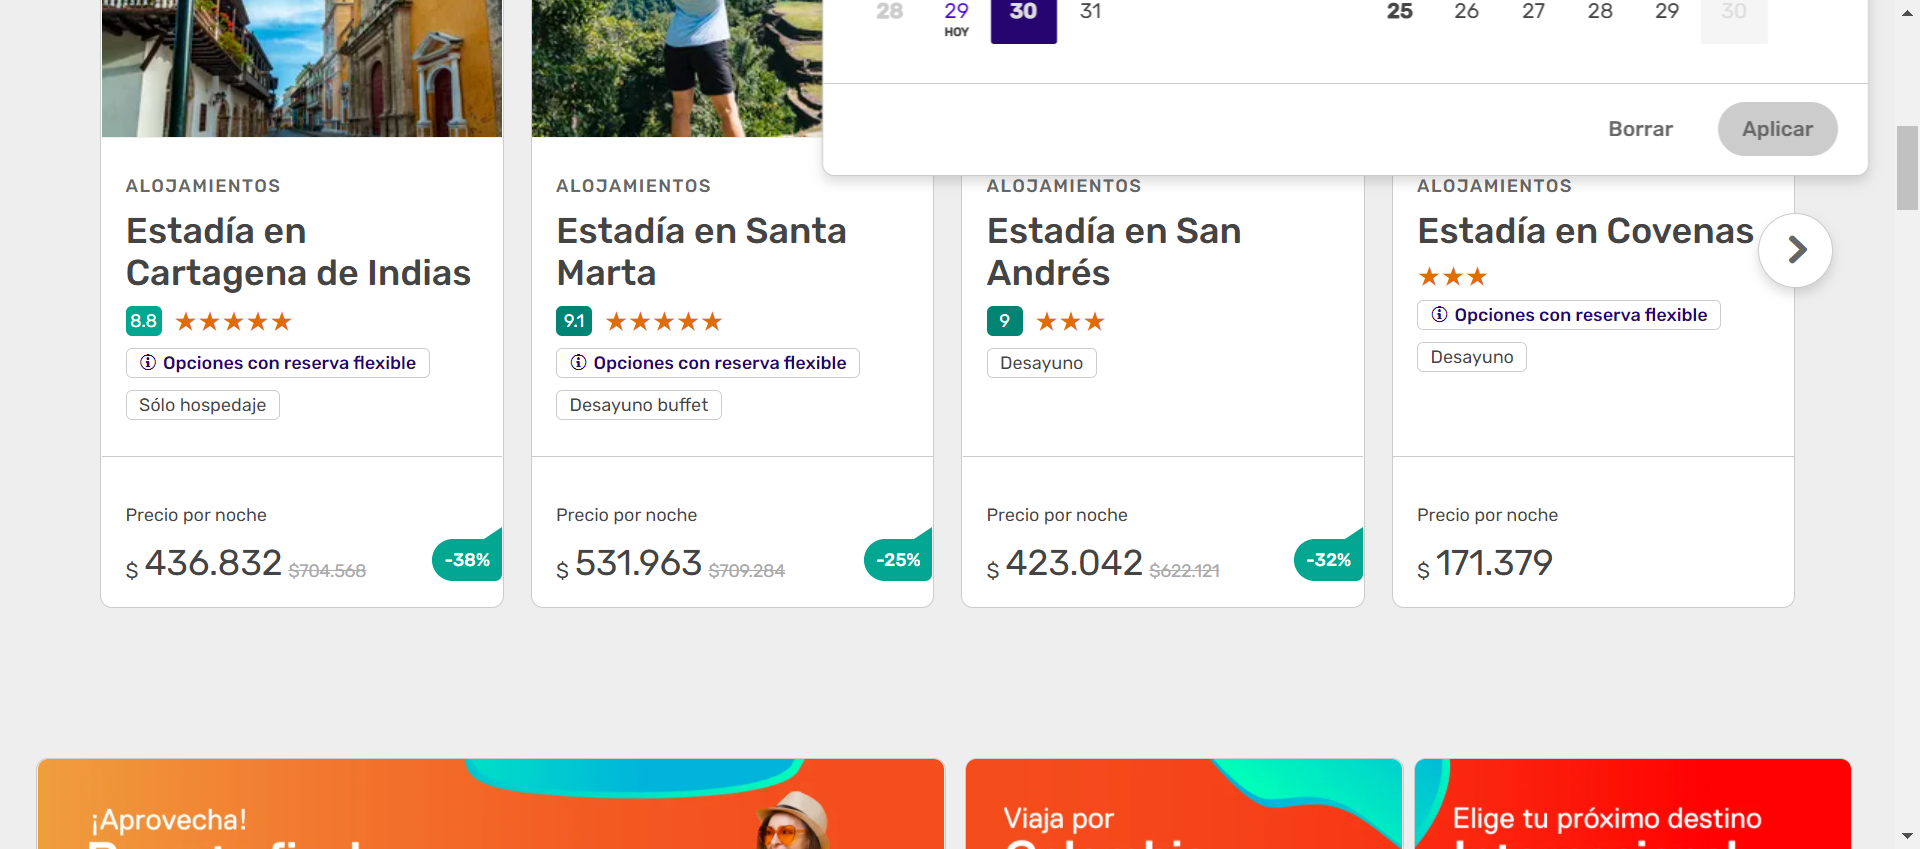 28 29 30 31
HOY
25 26 27 28 29 30
Borrar
Aplicar
ALOJAMIENTOS
Estadía en
Cartagena de Indias
8.8
Opciones con reserva flexible
Sólo hospedaje
Precio por noche
$ 436.832 $704.568
-38%
ALOJAMIENTOS
Estadía en Santa
Marta
9.1
Opciones con reserva flexible
Desayuno buffet
Precio por noche
$ 531.963 $709.284
-25%
ALOJAMIENTOS
Estadía en San
Andrés
9
Desayuno
Precio por noche
$ 423.042 $622.121
-32%
ALOJAMIENTOS
Estadía en Covenas
Opciones con reserva flexible
Desayuno
Precio por noche
$ 171.379
¡Aprovecha!
Viaja por
Elige tu próximo destino